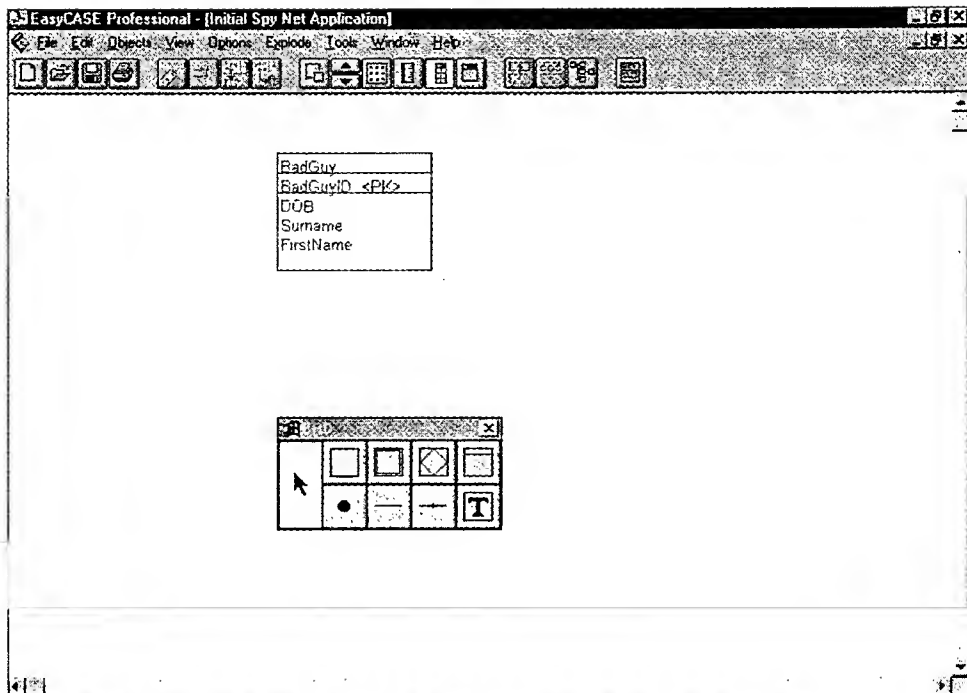 EasyCASE Professional - [Initial Spy Net Application]
File Edit Objects View Options Explode Tools Window Help
BadGuy
BadGuyID <PK>
DOB
Surname
FirstName
T